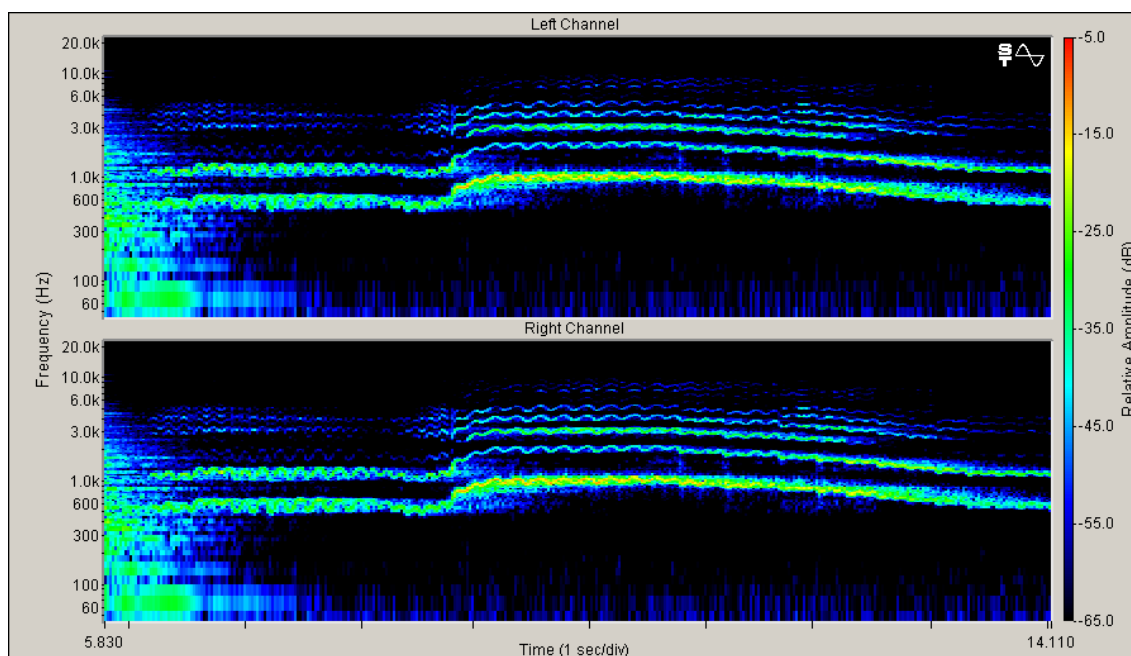 Left Channel
20.0k
10.0k
6.0k
3.0k
1.0k
600
300
100
60
S
T
Right Channel
20.0k
10.0k
6.0k
3.0k
1.0k
600
300
100
60
Frequency (Hz)
5.830
Time (1 sec/div)
14.110
-5.0
-15.0
-25.0
-35.0
-45.0
-55.0
-65.0
Relative Amplitude (dB)